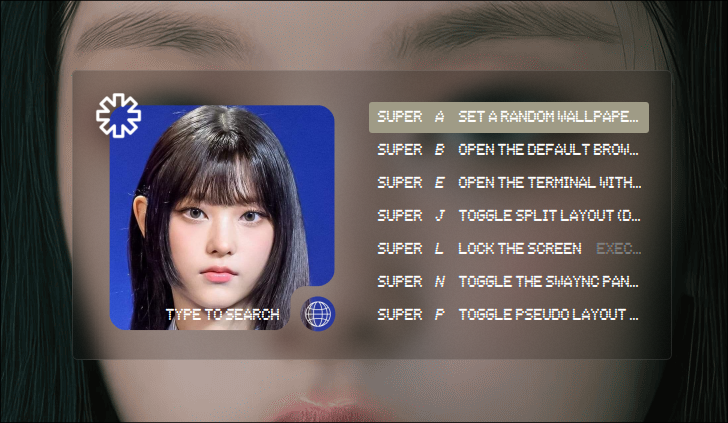 SUPER A SET A RANDOM WALLPAPE...
SUPER B OPEN THE DEFAULT BROW...
SUPER E OPEN THE TERMINAL WITH...
SUPER J TOGGLE SPLIT LAYOUT (D...
SUPER L LOCK THE SCREEN EXEC...
SUPER N TOGGLE THE SWAYNC PAN...
SUPER P TOGGLE PSEUDO LAYOUT ...
TYPE TO SEARCH